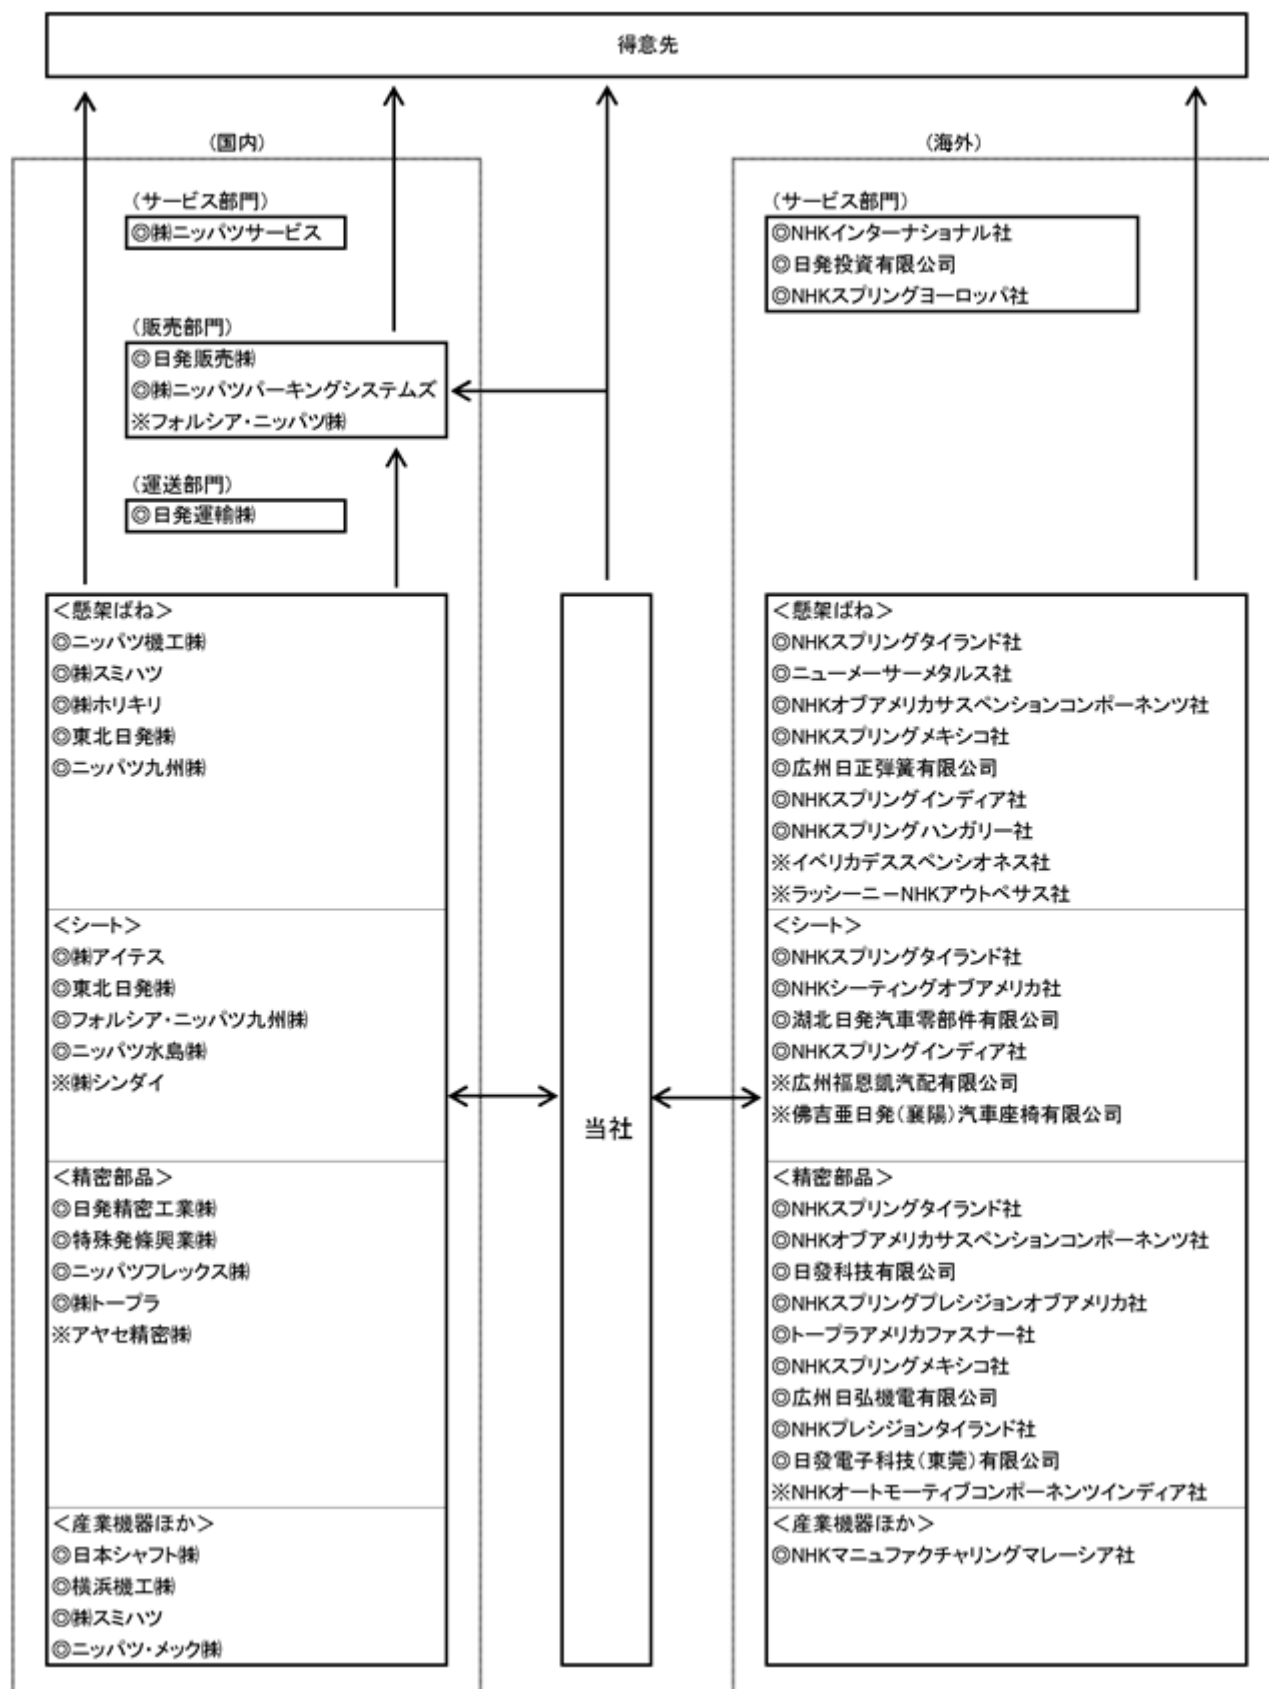 得意先
(国内)
(サービス部門)
◎㈱ニッパツサービス
(販売部門)
◎日発販売㈱
◎㈱ニッパツパーキングシステムズ
※フォルシア・ニッパツ㈱
(運送部門)
◎日発運輸㈱
<懸架ばね>
◎ニッパツ機工㈱
◎㈱スミハツ
◎㈱ホリキリ
◎東北日発㈱
◎ニッパツ九州㈱
<シート>
◎㈱アイテス
◎東北日発㈱
◎フォルシア・ニッパツ九州㈱
◎ニッパツ水島㈱
※㈱シンダイ
<精密部品>
◎日発精密工業㈱
◎特殊発條興業㈱
◎ニッパツフレックス㈱
◎㈱トープラ
※アヤセ精密㈱
<産業機器ほか>
◎日本シャフト㈱
◎横浜機工㈱
◎㈱スミハツ
◎ニッパツ・メック㈱
当社
(海外)
(サービス部門)
◎NHKインターナショナル社
◎日発投資有限公司
◎NHKスプリングヨーロッパ社
<懸架ばね>
◎NHKスプリングタイランド社
◎ニューメーサーメタルス社
◎NHKオブアメリカサスペンションコンポーネンツ社
◎NHKスプリングメキシコ社
◎広州日正弾簧有限公司
◎NHKスプリングインディア社
◎NHKスプリングハンガリー社
※イベリカデススペンシオネス社
※ラッシーニーNHKアウトペサス社
<シート>
◎NHKスプリングタイランド社
◎NHKシーティングオブアメリカ社
◎湖北日発汽車零部件有限公司
◎NHKスプリングインディア社
※広州福恩凱汽配有限公司
※佛吉亜日発(襄陽)汽車座椅有限公司
<精密部品>
◎NHKスプリングタイランド社
◎NHKオブアメリカサスペンションコンポーネンツ社
◎日發科技有限公司
◎NHKスプリングプレシジョンオブアメリカ社
◎トープラアメリカファスナー社
◎NHKスプリングメキシコ社
◎広州日弘機電有限公司
◎NHKプレシジョンタイランド社
◎日發電子科技(東莞)有限公司
※NHKオートモーティブコンポーネンツインディア社
<産業機器ほか>
◎NHKマニュファクチャリングマレーシア社